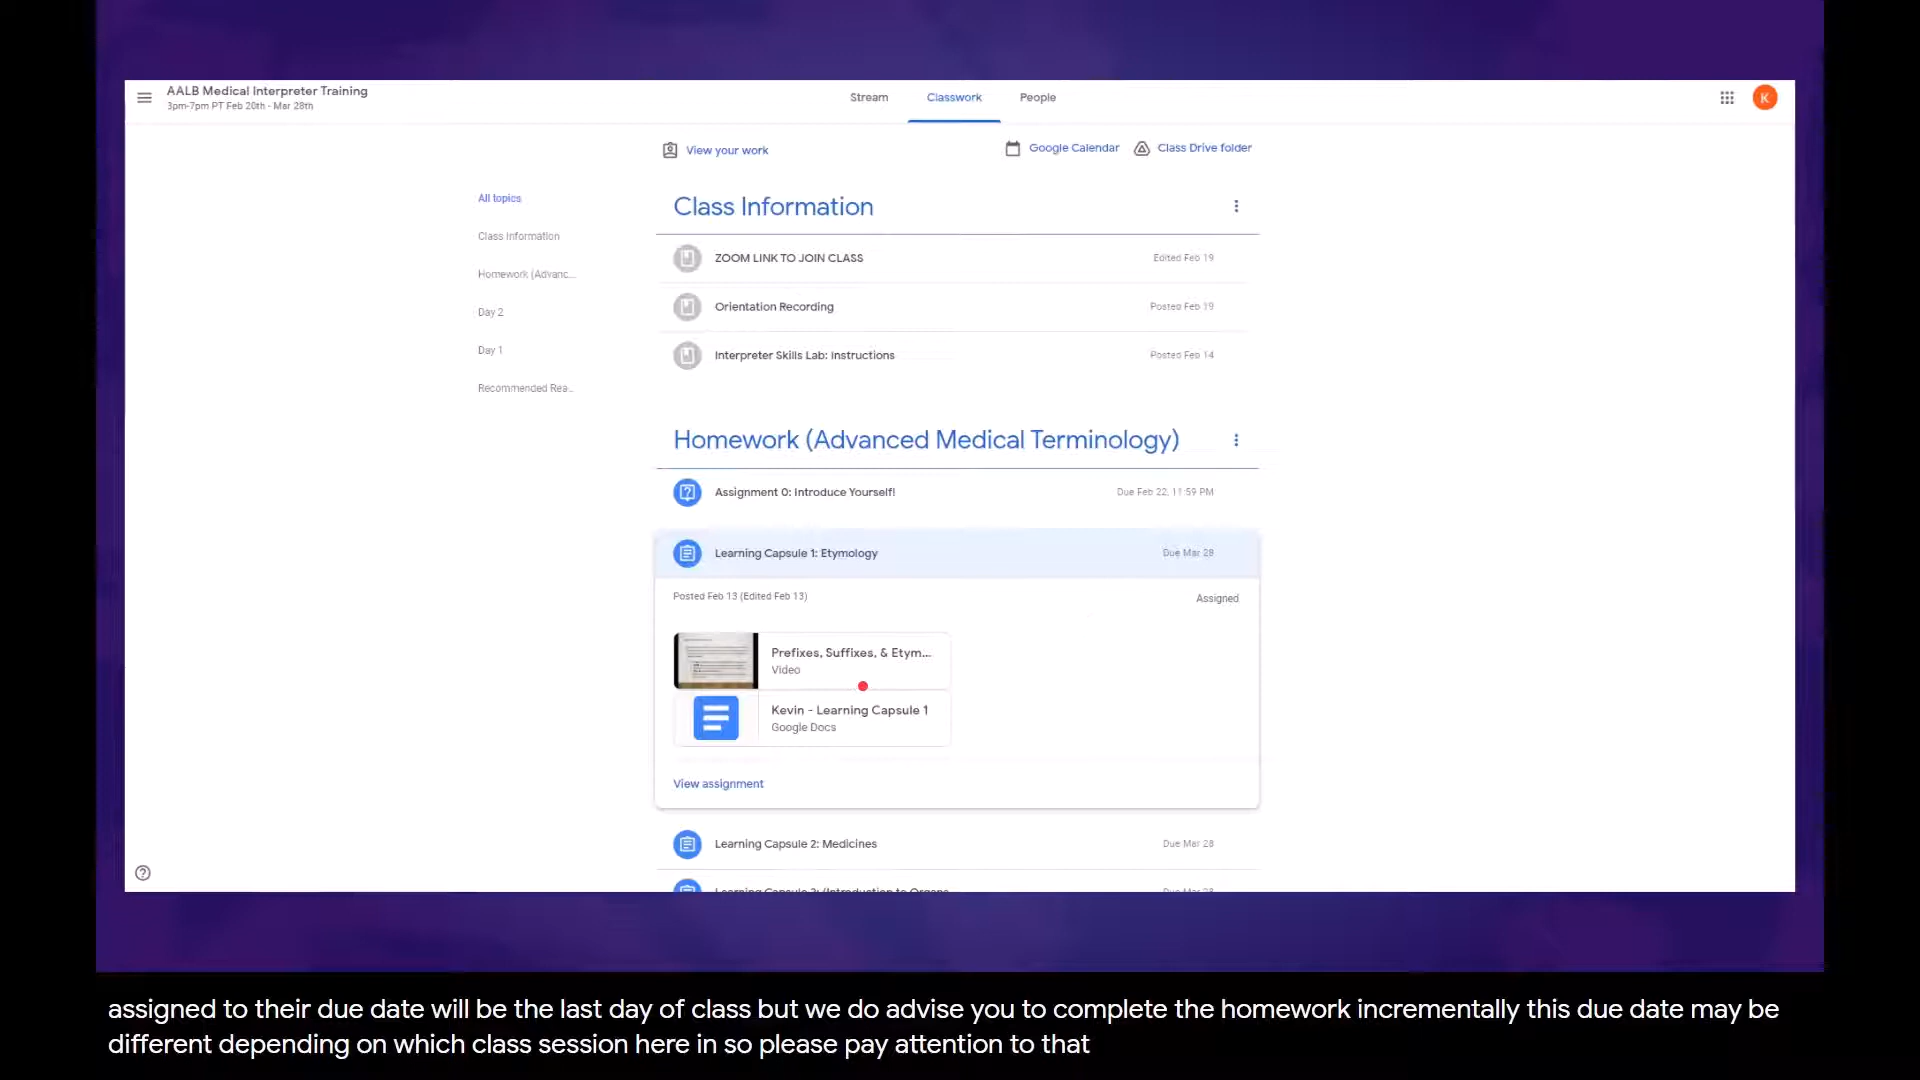 AALB Medical Interpreter Training
3pm-7pm PT Feb 20th - Mar 28th
Stream
Classwork
People
K
View your work
Google Calendar
Class Drive folder
All topics
Class Information
Homework (Advanc...
Day 2
Day 1
Recommended Rea...
Class Information
ZOOM LINK TO JOIN CLASS
Edited Feb 19
Orientation Recording
Posted Feb 19
Interpreter Skills Lab: Instructions
Posted Feb 14
Homework (Advanced Medical Terminology)
Assignment 0: Introduce Yourself!
Due Feb 22, 11:59 PM
Learning Capsule 1: Etymology
Due Mar 28
Posted Feb 13 (Edited Feb 13)
Assigned
Prefixes, Suffixes, & Etym...
Video
Kevin - Learning Capsule 1
Google Docs
View assignment
Learning Capsule 2: Medicines
Due Mar 28
assigned to their due date will be the last day of class but we do advise you to complete the homework incrementally this due date may be
different depending on which class session here in so please pay attention to that